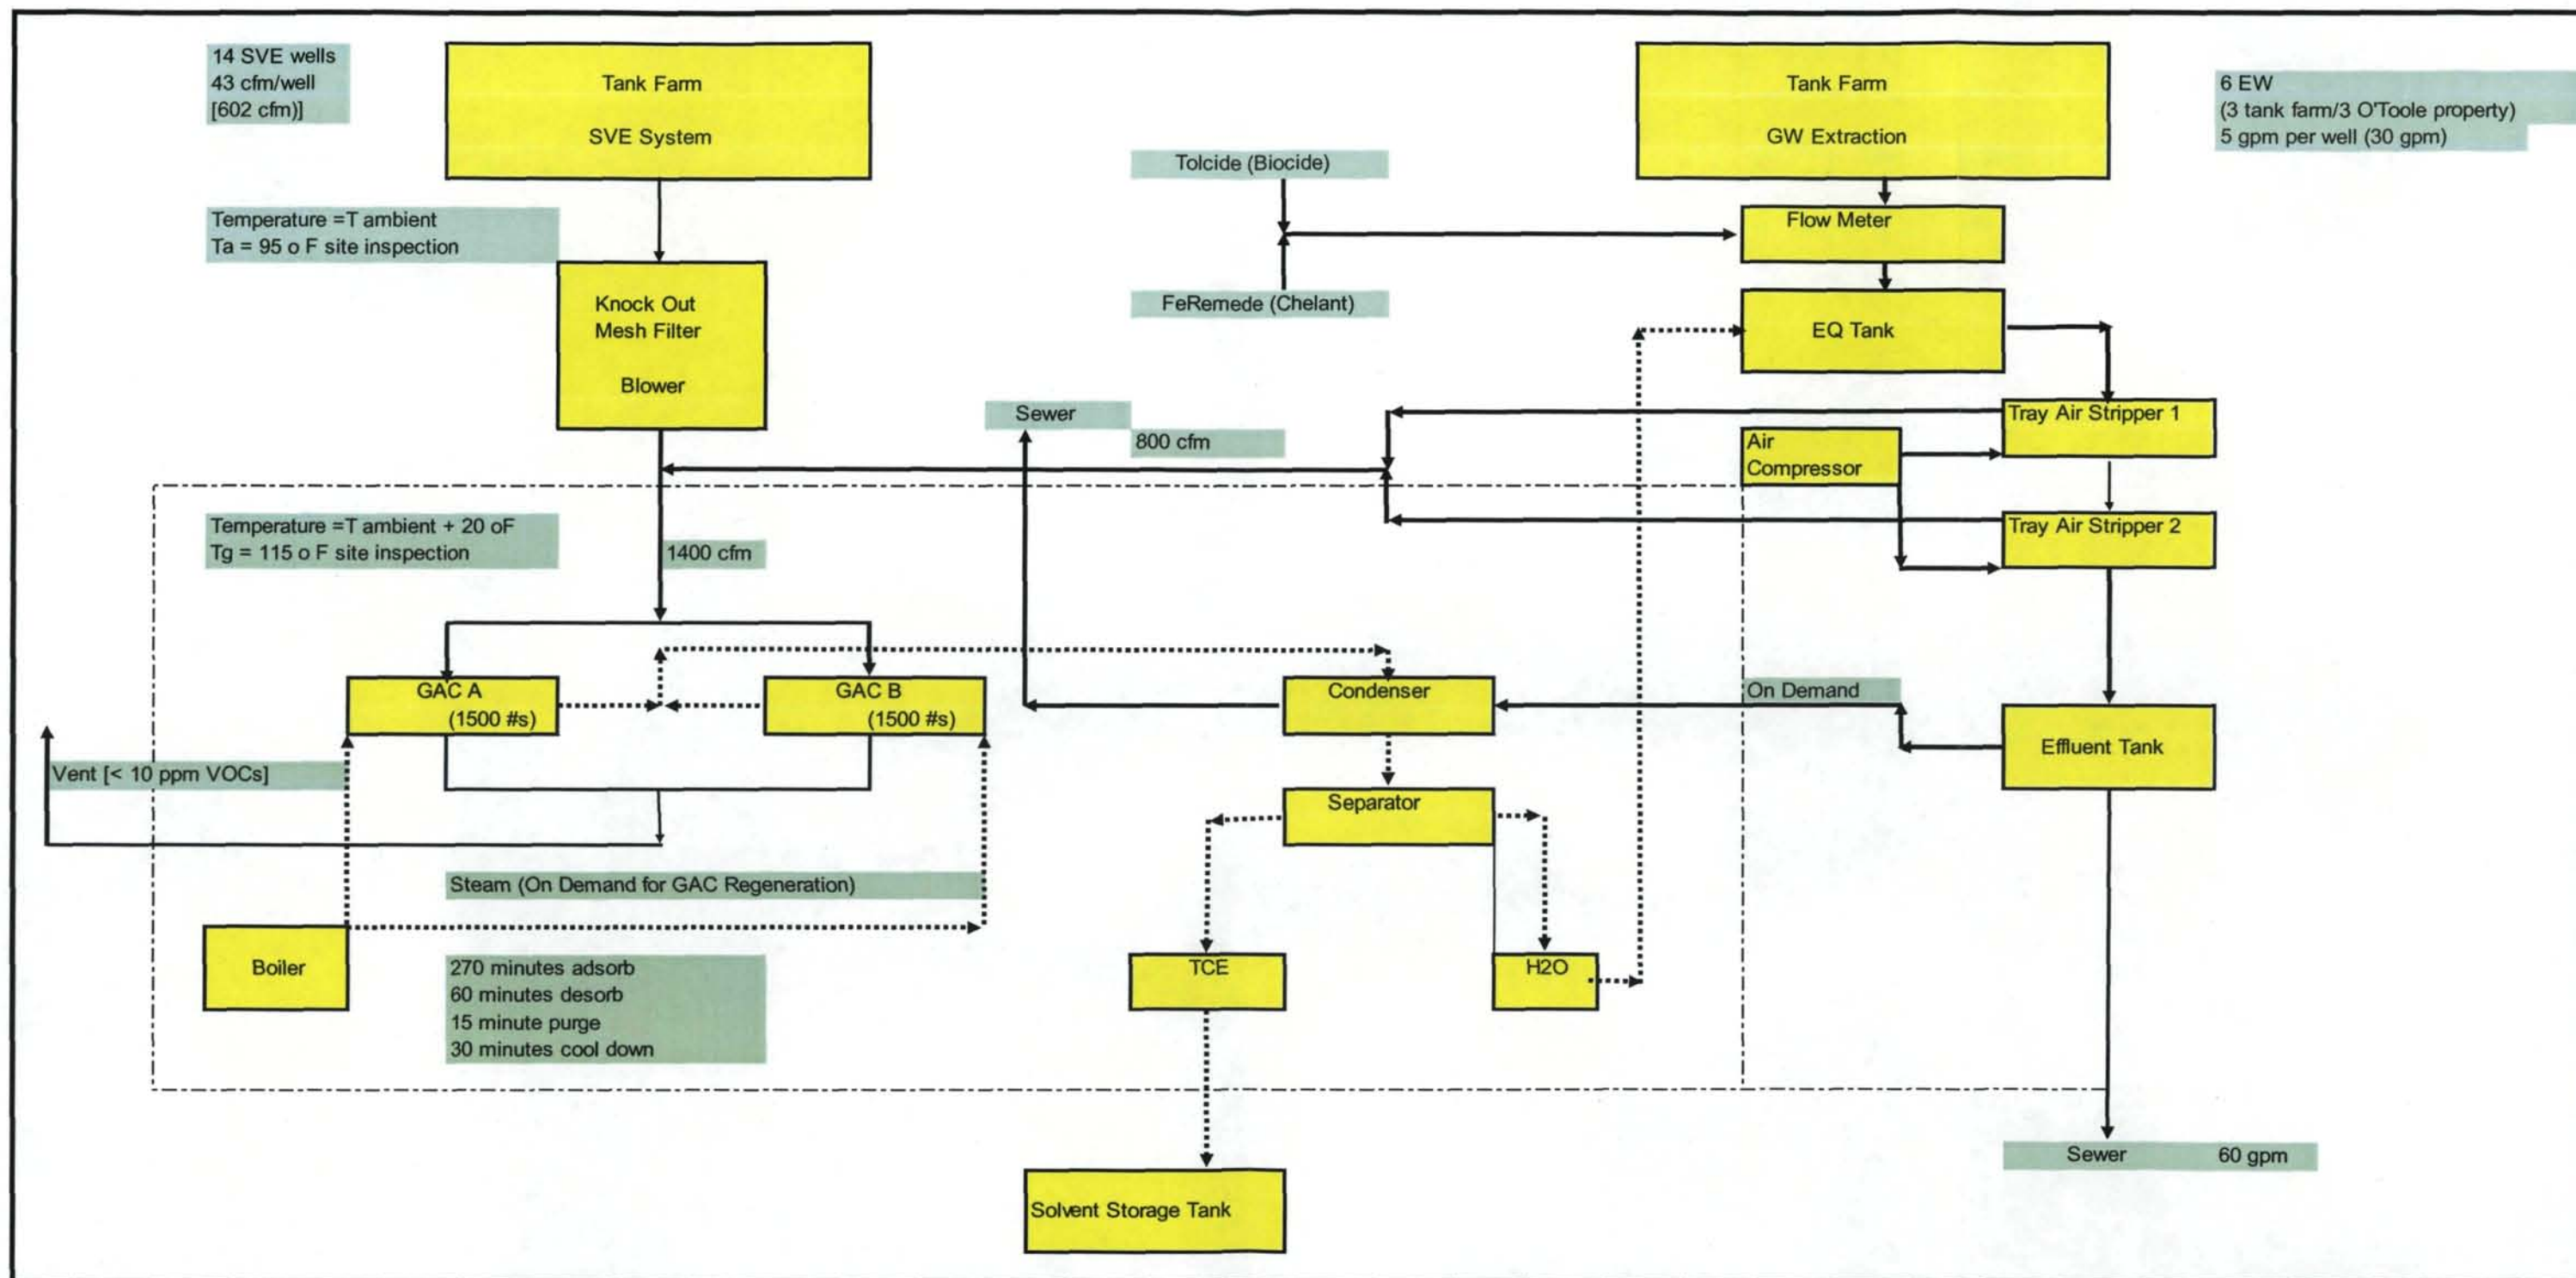 14 SVE wells
43 cfm/well
[602 cfm)]
Tank Farm
SVE System
Tank Farm
GW Extraction
6 EW
(3 tank farm/3 O'Toole property)
5 gpm per well (30 gpm)
Tolcide (Biocide)
Temperature =T ambient
Ta = 95 o F site inspection
Flow Meter
FeRemede (Chelant)
Knock Out
Mesh Filter
Blower
EQ Tank
Sewer
800 cfm
Tray Air Stripper 1
Air
Compressor
Temperature =T ambient + 20 oF
Tg = 115 o F site inspection
1400 cfm
Tray Air Stripper 2
GAC A
(1500 #s)
GAC B
(1500 #s)
Condenser
On Demand
Effluent Tank
Vent [< 10 ppm VOCs]
Separator
Steam (On Demand for GAC Regeneration)
Boiler
270 minutes adsorb
60 minutes desorb
15 minute purge
30 minutes cool down
TCE
H2O
Sewer 60 gpm
Solvent Storage Tank